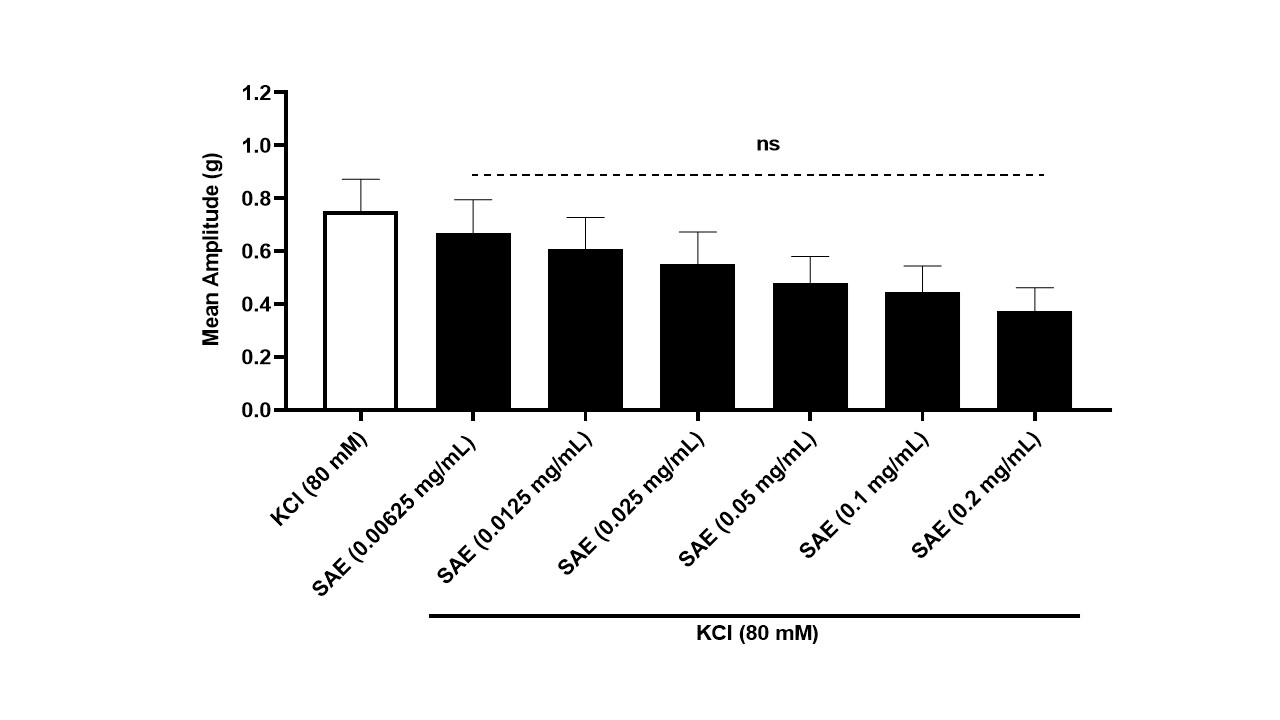 1.2
1.0
0.8
0.6
0.4
0.2
0.0
Mean Amplitude (g)
ns
KCl (80 mM)
SAE (0.00625 mg/mL)
SAE (0.0125 mg/mL)
SAE (0.025 mg/mL)
SAE (0.05 mg/mL)
SAE (0.1 mg/mL)
SAE (0.2 mg/mL)
KCl (80 mM)